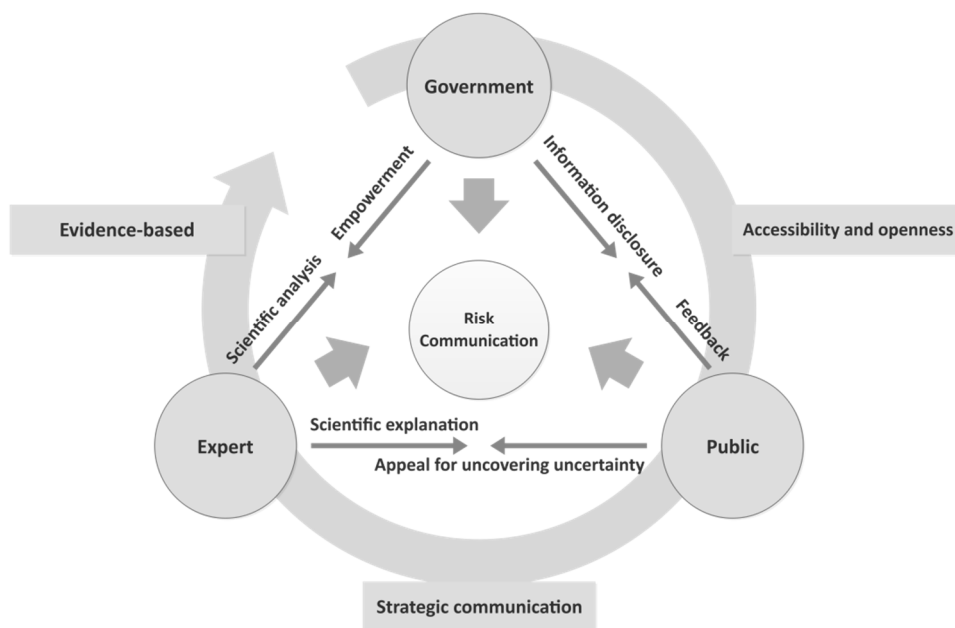 Government
Empowerment
Information disclosure
Evidence-based
Accessibility and openness
Scientific analysis
Risk
Communication
Feedback
Expert
Scientific explanation
Appeal for uncovering uncertainty
Public
Strategic communication